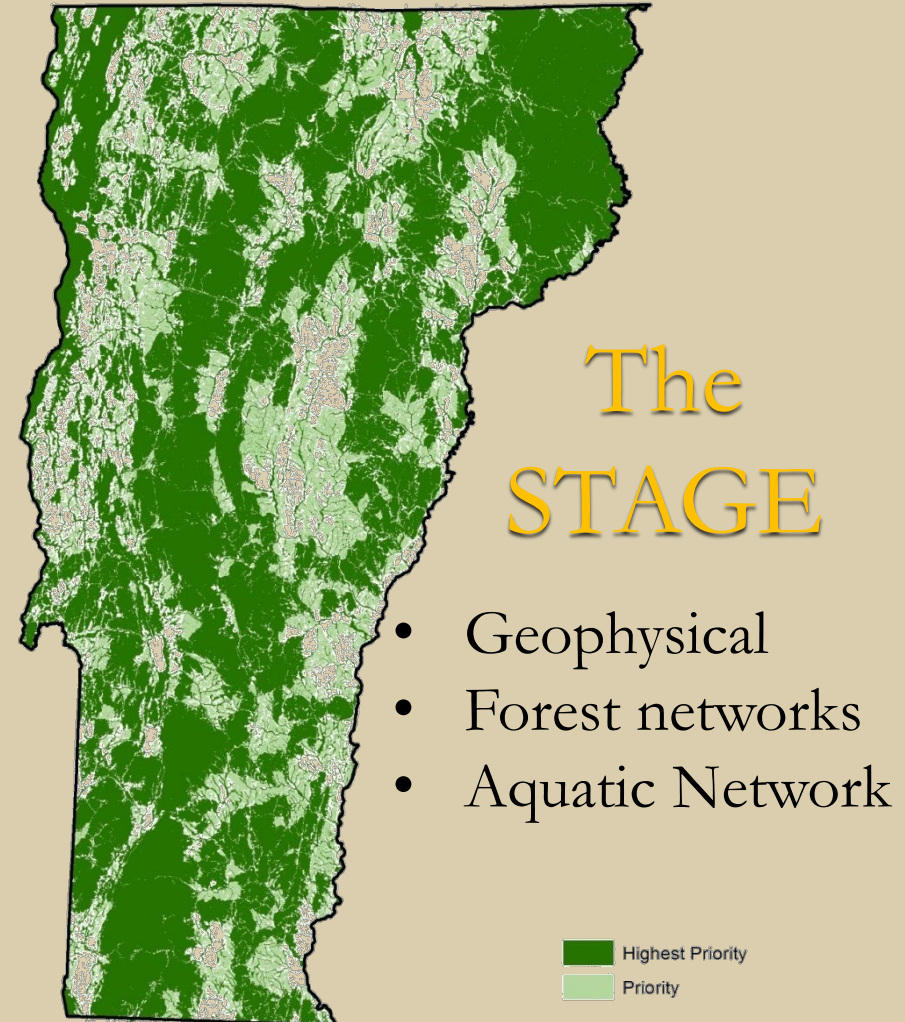 The
STAGE
• Geophysical
• Forest networks
• Aquatic Network
Highest Priority
Priority